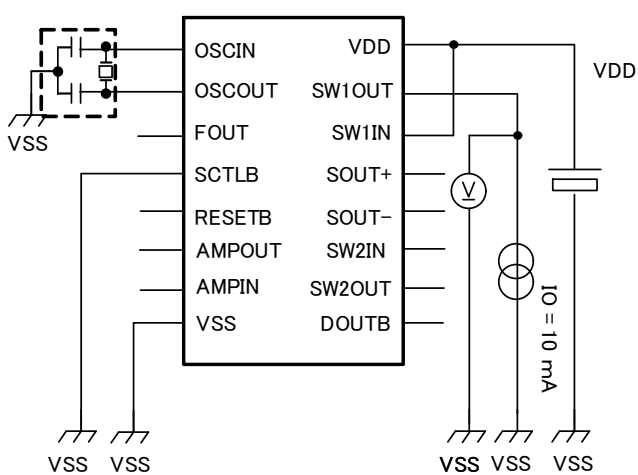 OSCIN
OSCOUT
FOUT
SCTLB
RESETB
AMPOUT
AMPIN
VSS
VDD
SW1OUT
SW1IN
SOUT+
SOUT−
SW2IN
SW2OUT
DOUTB
VSS
V
VDD
IO = 10 mA
VSS
VSS
VSS
VSS
VSS